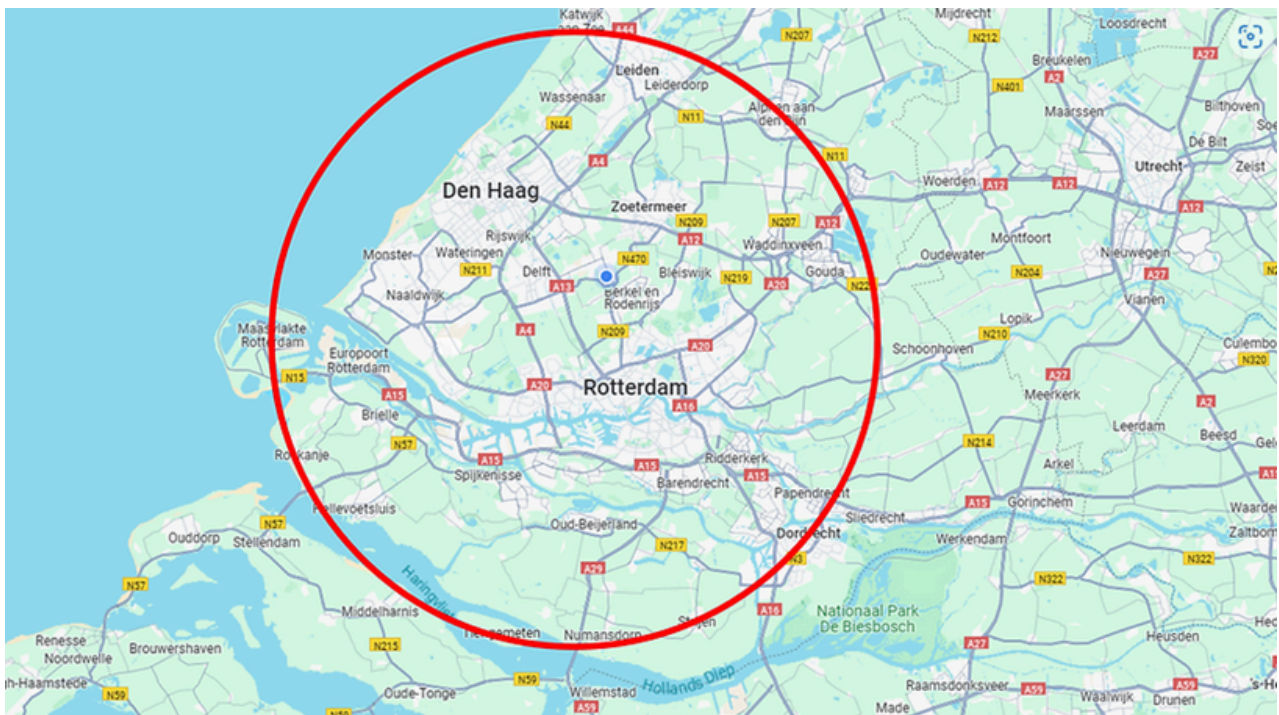 Katwijk
aan Zee
A44
N207
Mijdrecht
N212
Loosdrecht
A27
Leiden
Leiderdorp
Breukelen
A2
N401
Wassenaar
N44
N11
Alphen aan
den Rijn
Maarssen
Bilthoven
De Bilt
Utrecht
Zeist
A4
N11
Den Haag
Zoetermeer
Woerden
A12
A12
A12
N209
N207
A12
Rijswijk
A12
Waddinxveen
Montfoort
Monster
Wateringen
N211
Delft
N470
Bleiswijk
N219
A20
Gouda
Oudewater
Nieuwegein
N204
A27
A13
Berkel en
Rodenrijs
Naaldwijk
Vianen
Maasvlakte
Rotterdam
A4
N209
Lopik
N210
Europoort
Rotterdam
A20
Schoonhoven
N320
N15
A15
A20
Rotterdam
A16
A27
Meerkerk
A2
Brielle
N57
Leerdam
Beesd
N214
Ridderkerk
A15
A15
A15
Arkel
Spijkenisse
Barendrecht
Papendrecht
A15
Gorinchem
Hellevoetsluis
N57
Sliedrecht
Ouddorp
Stellendam
Oud-Beijerland
N217
Dordrecht
Werkendam
N3
N322
N322
A29
N57
Haringvliet
Middelharnis
A16
Nationaal Park
De Biesbosch
Numansdorp
Strijen
Renesse
Noordwelle
Brouwershaven
N215
A27
Heusden
N59
Oude-Tonge
N59
Willemstad
A59
Hollands Diep
Raamsdonksveer
Made
A59
Waalwijk
A59
Drunen